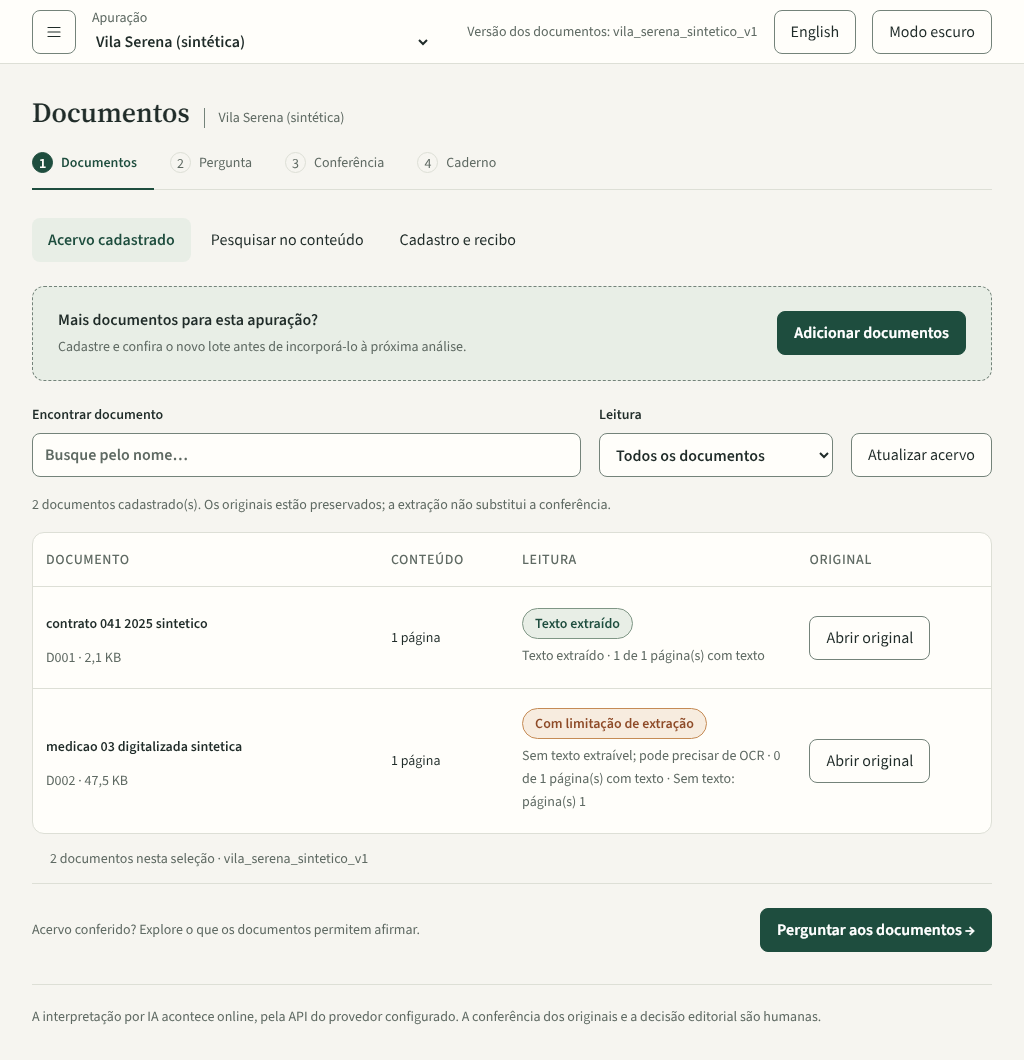 Apuração
Vila Serena (sintética)
Versão dos documentos: vila_serena_sintetico_v1
English
Modo escuro
Documentos
Vila Serena (sintética)
1 Documentos
2 Pergunta
3 Conferência
4 Caderno
Acervo cadastrado
Pesquisar no conteúdo
Cadastro e recibo
Mais documentos para esta apuração?
Cadastre e confira o novo lote antes de incorporá-lo à próxima análise.
Adicionar documentos
Encontrar documento
Leitura
Busque pelo nome…
Todos os documentos
Atualizar acervo
2 documentos cadastrado(s). Os originais estão preservados; a extração não substitui a conferência.
DOCUMENTO
CONTEÚDO
LEITURA
ORIGINAL
contrato 041 2025 sintetico
D001 · 2,1 KB
1 página
Texto extraído
Texto extraído · 1 de 1 página(s) com texto
Abrir original
medicao 03 digitalizada sintetica
D002 · 47,5 KB
1 página
Com limitação de extração
Sem texto extraível; pode precisar de OCR · 0
de 1 página(s) com texto · Sem texto:
página(s) 1
Abrir original
2 documentos nesta seleção · vila_serena_sintetico_v1
Acervo conferido? Explore o que os documentos permitem afirmar.
Perguntar aos documentos →
A interpretação por IA acontece online, pela API do provedor configurado. A conferência dos originais e a decisão editorial são humanas.